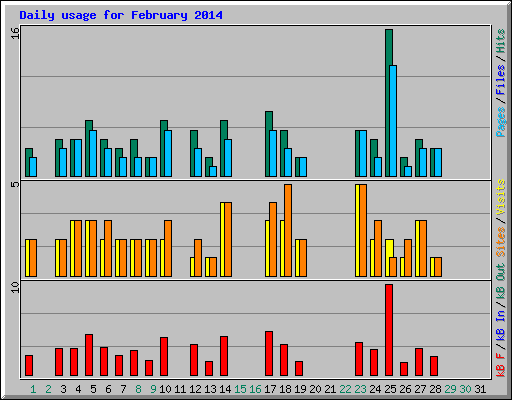 Daily usage for February 2014
16
Pages / Files / Hits
5
Sites / Visits
10
kB F / kB In / kB Out
1 2 3 4 5 6 7 8 9 10 11 12 13 14 15 16 17 18 19 20 21 22 23 24 25 26 27 28 29 30 31